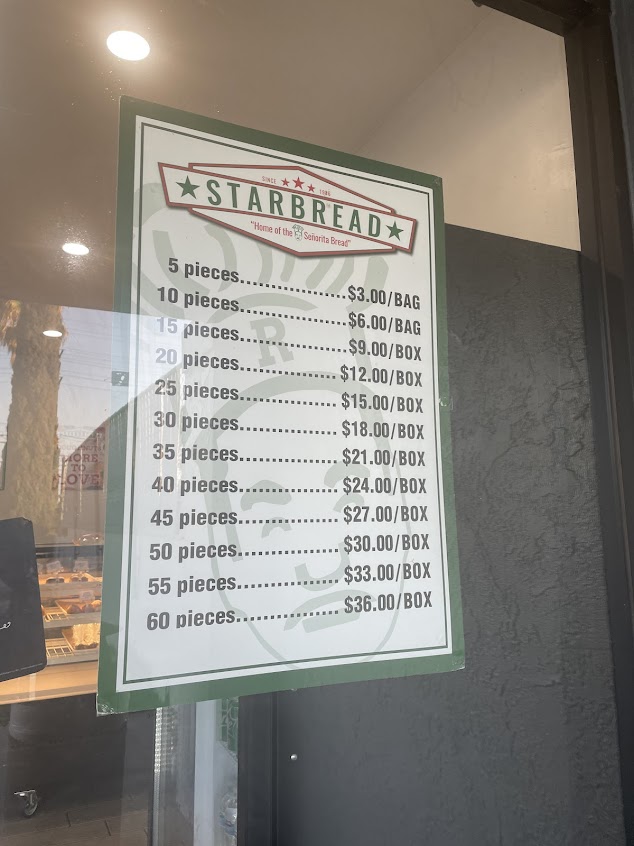 SINCE 1986
STARBREAD
"Home of the Señorita Bread"
5 pieces..................$3.00/BAG
10 pieces.................$6.00/BAG
15 pieces.................$9.00/BOX
20 pieces................$12.00/BOX
25 pieces................$15.00/BOX
30 pieces................$18.00/BOX
35 pieces................$21.00/BOX
40 pieces................$24.00/BOX
45 pieces................$27.00/BOX
50 pieces................$30.00/BOX
55 pieces................$33.00/BOX
60 pieces................$36.00/BOX
R
MORE
TO
LOVE